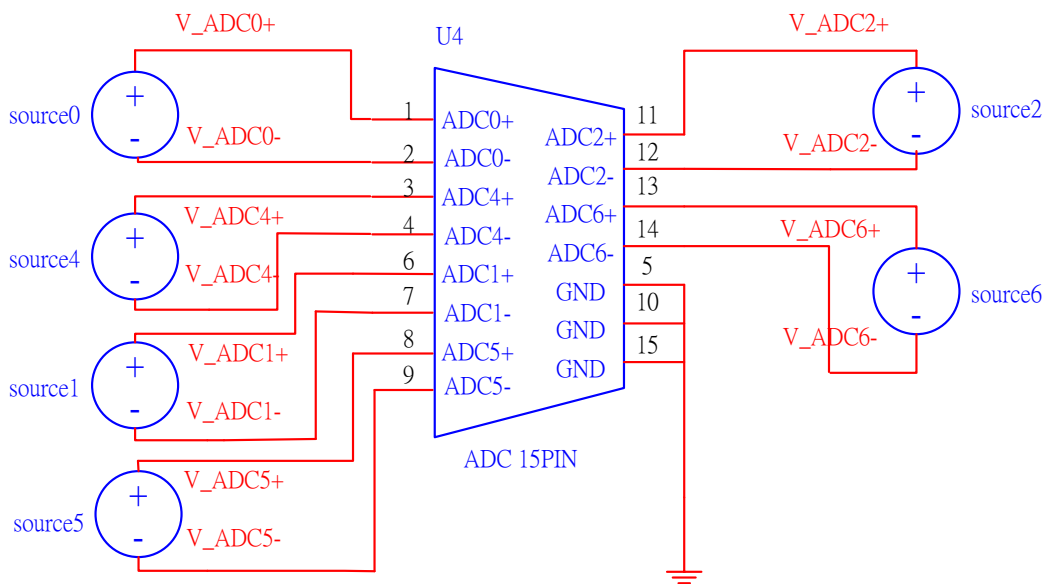 V_ADC0+
source0
+
-
V_ADC0-
V_ADC4+
source4
+
-
V_ADC4-
V_ADC1+
source1
+
-
V_ADC1-
V_ADC5+
source5
+
-
V_ADC5-
U4
1
ADC0+
2
ADC0-
3
ADC4+
4
ADC4-
6
ADC1+
7
ADC1-
8
ADC5+
9
ADC5-
11
ADC2+
12
ADC2-
13
ADC6+
14
ADC6-
5
GND
10
GND
15
GND
ADC 15PIN
V_ADC2+
source2
+
-
V_ADC2-
V_ADC6+
source6
+
-
V_ADC6-